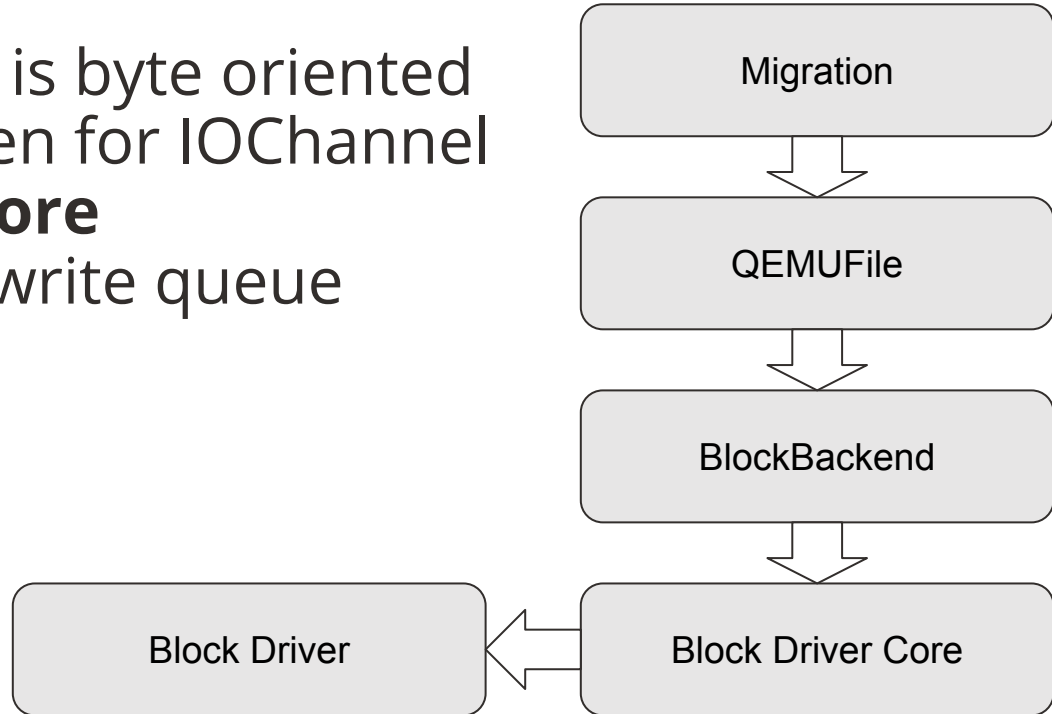 is byte oriented
en for IOChannel
ore
write queue
Migration
QEMUFile
BlockBackend
Block Driver
Block Driver Core